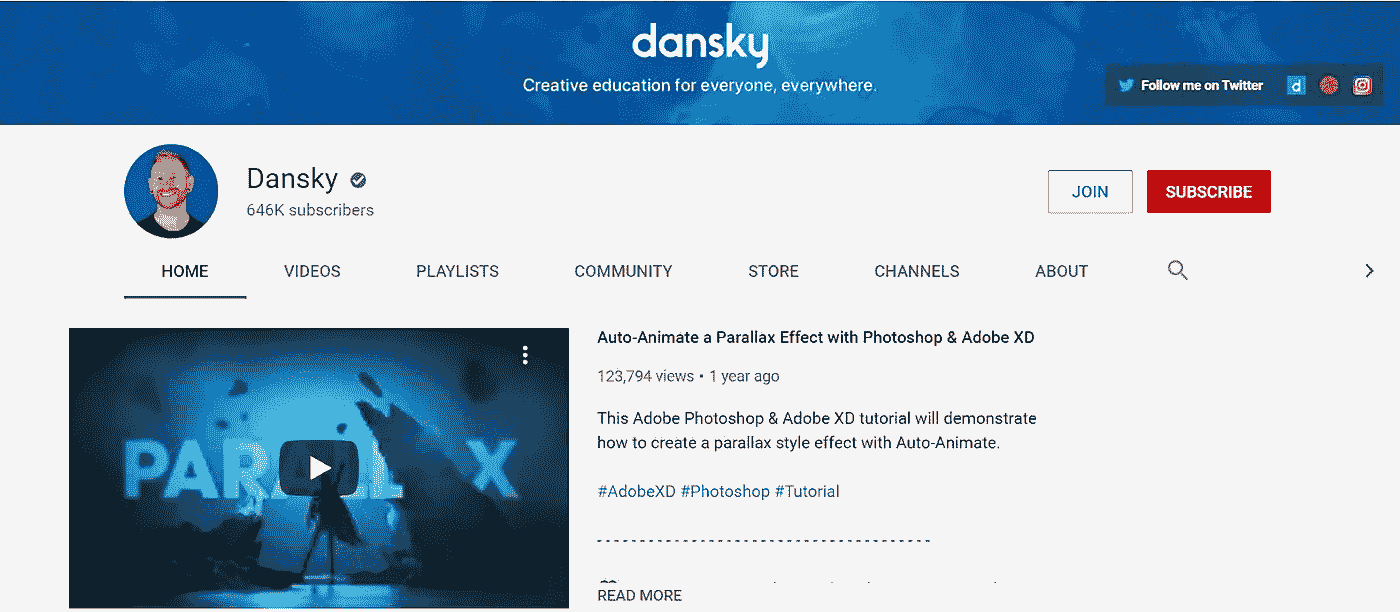 dansky
Creative education for everyone, everywhere.
Follow me on Twitter
Dansky
646K subscribers
JOIN
SUBSCRIBE
HOME
VIDEOS
PLAYLISTS
COMMUNITY
STORE
CHANNELS
ABOUT
PARALL X
Auto-Animate a Parallax Effect with Photoshop & Adobe XD
123,794 views • 1 year ago
This Adobe Photoshop & Adobe XD tutorial will demonstrate
how to create a parallax style effect with Auto-Animate.
#AdobeXD #Photoshop #Tutorial
- - - - - - - - - - - - - - - - - - - - - - - - - - - - - - - - - - - - - -
READ MORE